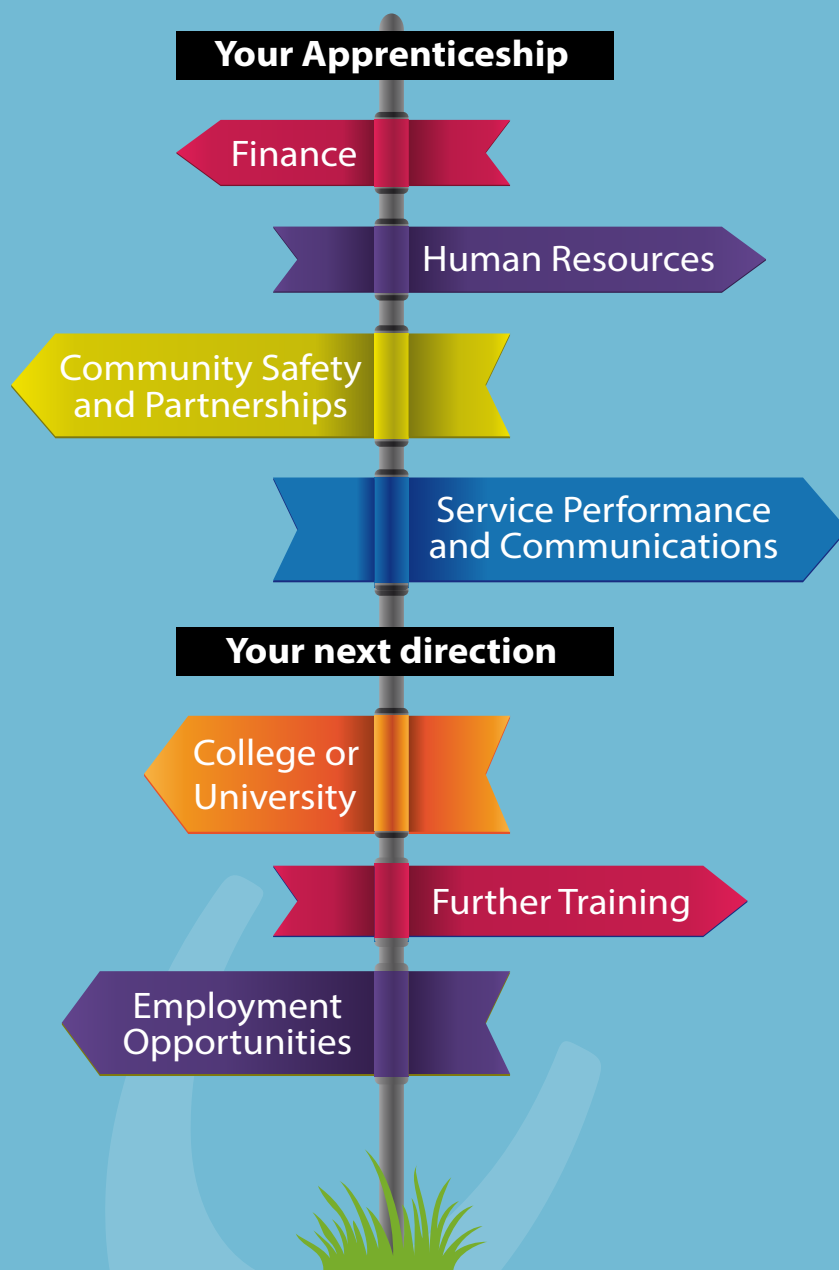 Your Apprenticeship
Finance
Human Resources
Community Safety
and Partnerships
Service Performance
and Communications
Your next direction
College or
University
Further Training
Employment
Opportunities